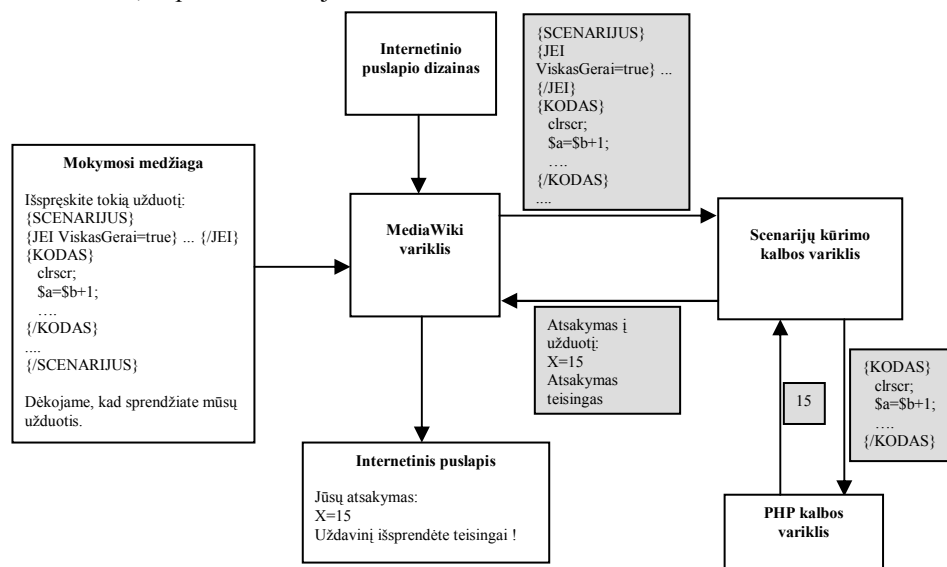 Internetinio
puslapio dizainas
{SCENARIJUS}
{JEI
ViskasGerai=true} ...
{/JEI}
{KODAS}
clrscr;
$a=$b+1;
….
{/KODAS}
....
Mokymosi medžiaga
Išspręskite tokią užduotį:
{SCENARIJUS}
{JEI ViskasGerai=true} ... {/JEI}
{KODAS}
clrscr;
$a=$b+1;
….
{/KODAS}
....
{/SCENARIJUS}
Dėkojame, kad sprendžiate mūsų
užduotis.
MediaWiki
variklis
Scenarijų kūrimo
kalbos variklis
Atsakymas į
užduotį:
X=15
Atsakymas
teisingas
15
{KODAS}
clrscr;
$a=$b+1;
….
{/KODAS}
Internetinis puslapis
Jūsų atsakymas:
X=15
Uždavinį išsprendėte teisingai !
PHP kalbos
variklis